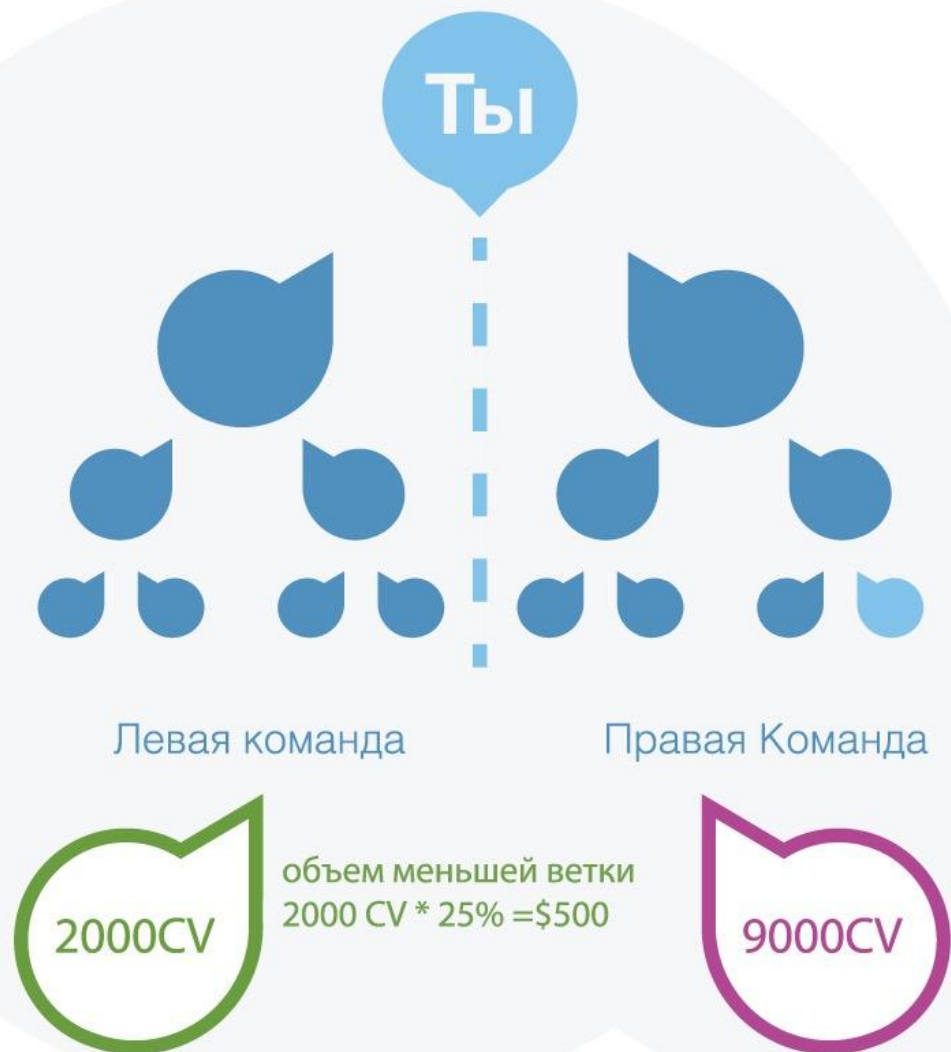 Ты
Левая команда
Правая Команда
2000CV
объем меньшей ветки
2000 CV * 25% =$500
9000CV